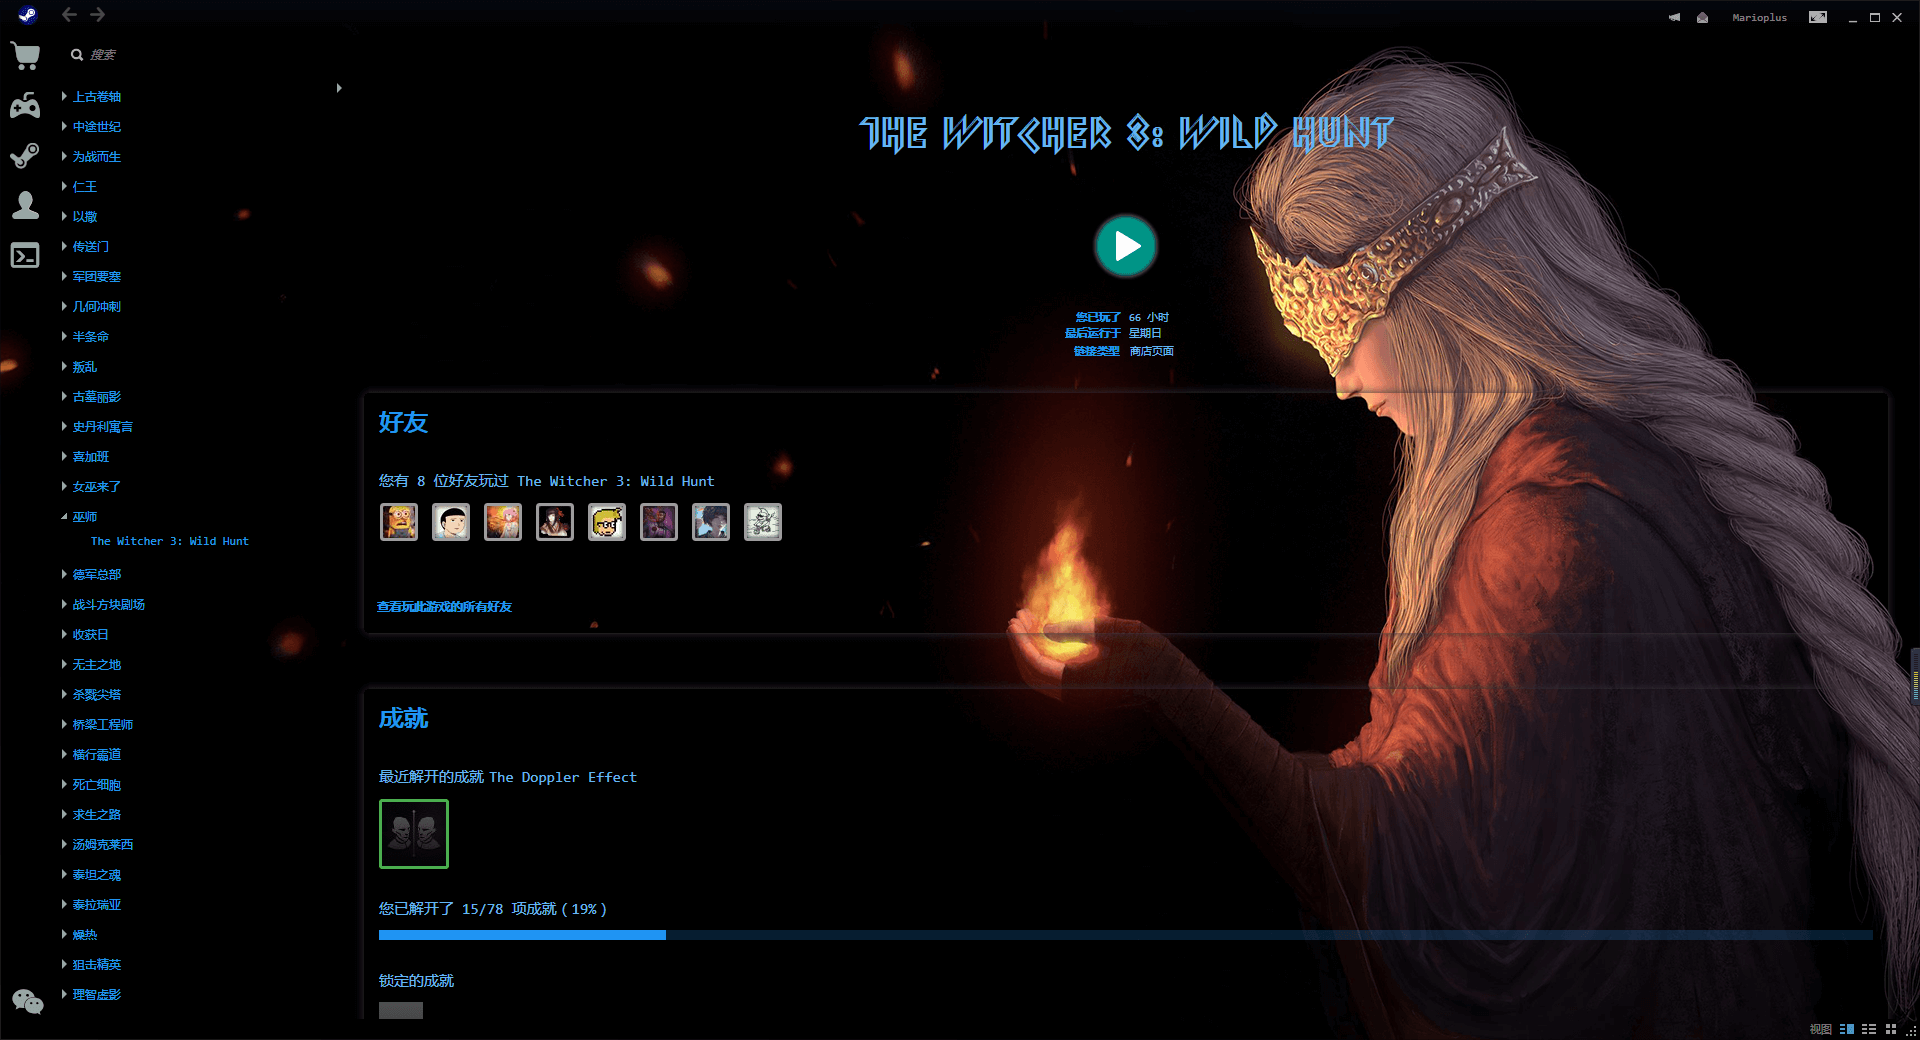 Marioplus
搜索
上古卷轴
中途世纪
为战而生
仁王
以撒
传送门
军团要塞
几何冲刺
半条命
叛乱
古墓丽影
史丹利寓言
喜加班
女巫来了
巫师
The Witcher 3: Wild Hunt
德军总部
战斗方块剧场
收获日
无主之地
杀戮尖塔
桥梁工程师
横行霸道
死亡细胞
求生之路
汤姆克莱西
泰坦之魂
泰拉瑞亚
燥热
狙击精英
理智虚影
THE WITCHER 3: WILD HUNT
您已玩了 66 小时
最后运行于 星期日
链接类型 商店页面
好友
您有 8 位好友玩过 The Witcher 3: Wild Hunt
查看玩此游戏的所有好友
成就
最近解开的成就 The Doppler Effect
您已解开了 15/78 项成就 ( 19% )
锁定的成就
视图